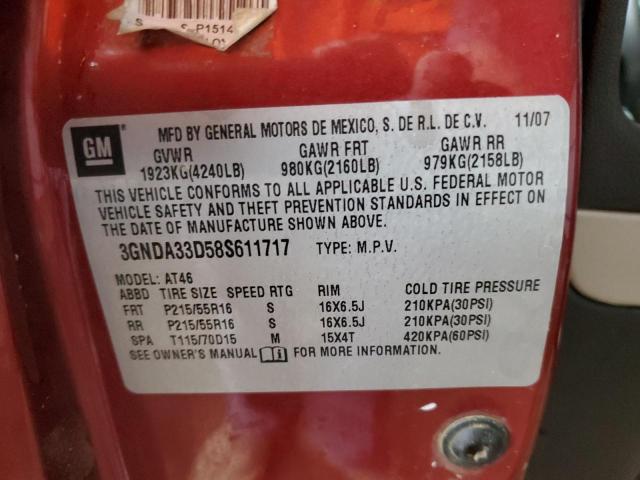 S-P1514
GM
MFD BY GENERAL MOTORS DE MEXICO, S. DE R.L. DE C.V. 11/07
GVWR GAWR FRT GAWR RR
1923KG(4240LB) 980KG(2160LB) 979KG(2158LB)
THIS VEHICLE CONFORMS TO ALL APPLICABLE U.S. FEDERAL MOTOR
VEHICLE SAFETY AND THEFT PREVENTION STANDARDS IN EFFECT ON
THE DATE OF MANUFACTURE SHOWN ABOVE.
3GNDA33D58S611717 TYPE: M.P.V.
MODEL: AT46
ABBD TIRE SIZE SPEED RTG RIM COLD TIRE PRESSURE
FRT P215/55R16 S 16X6.5J 210KPA(30PSI)
RR P215/55R16 S 16X6.5J 210KPA(30PSI)
SPA T115/70D15 M 15X4T 420KPA(60PSI)
SEE OWNER'S MANUAL FOR MORE INFORMATION.